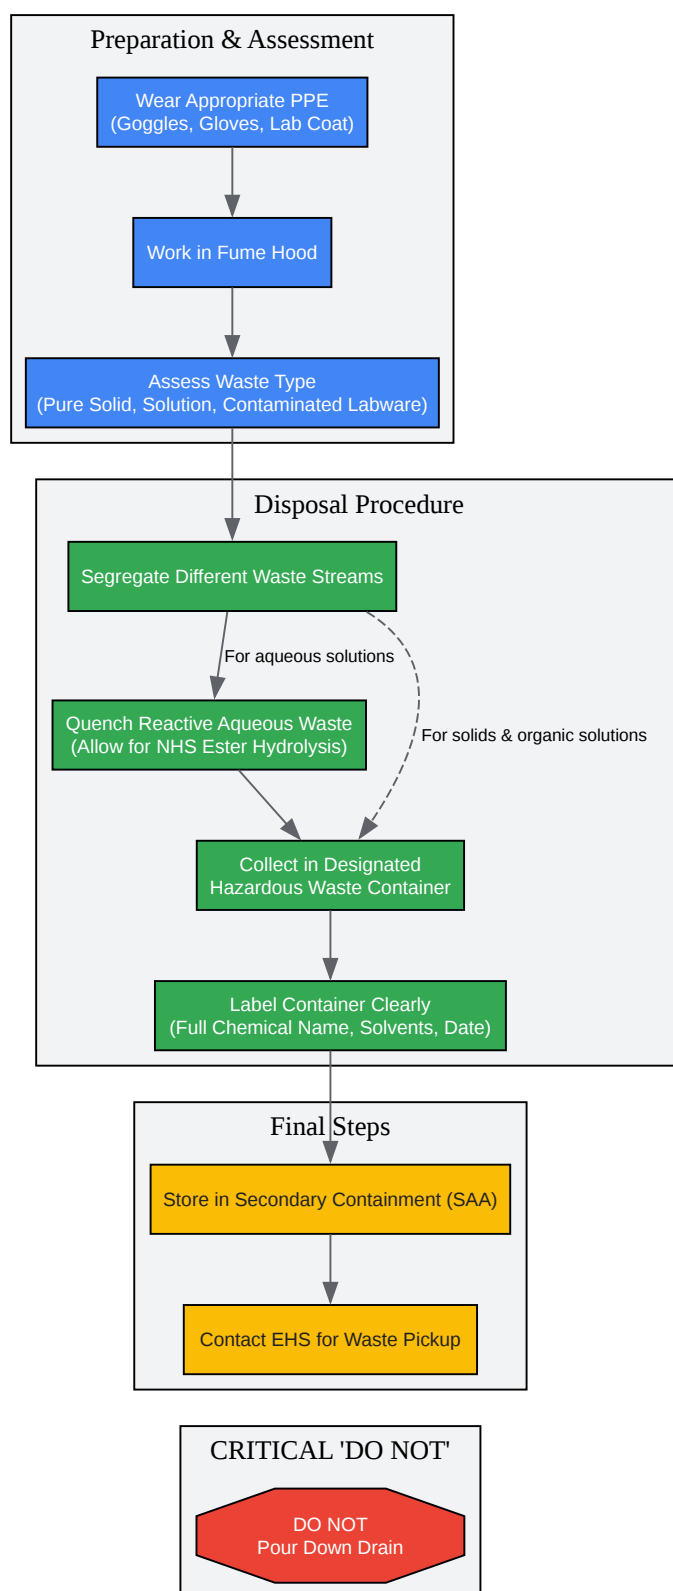 Preparation & Assessment
Wear Appropriate PPE
(Goggles, Gloves, Lab Coat)
Work in Fume Hood
Assess Waste Type
(Pure Solid, Solution, Contaminated Labware)
Disposal Procedure
Segregate Different Waste Streams
For aqueous solutions
Quench Reactive Aqueous Waste
(Allow for NHS Ester Hydrolysis)
For solids & organic solutions
Collect in Designated
Hazardous Waste Container
Label Container Clearly
(Full Chemical Name, Solvents, Date)
Final Steps
Store in Secondary Containment (SAA)
Contact EHS for Waste Pickup
CRITICAL 'DO NOT'
DO NOT
Pour Down Drain